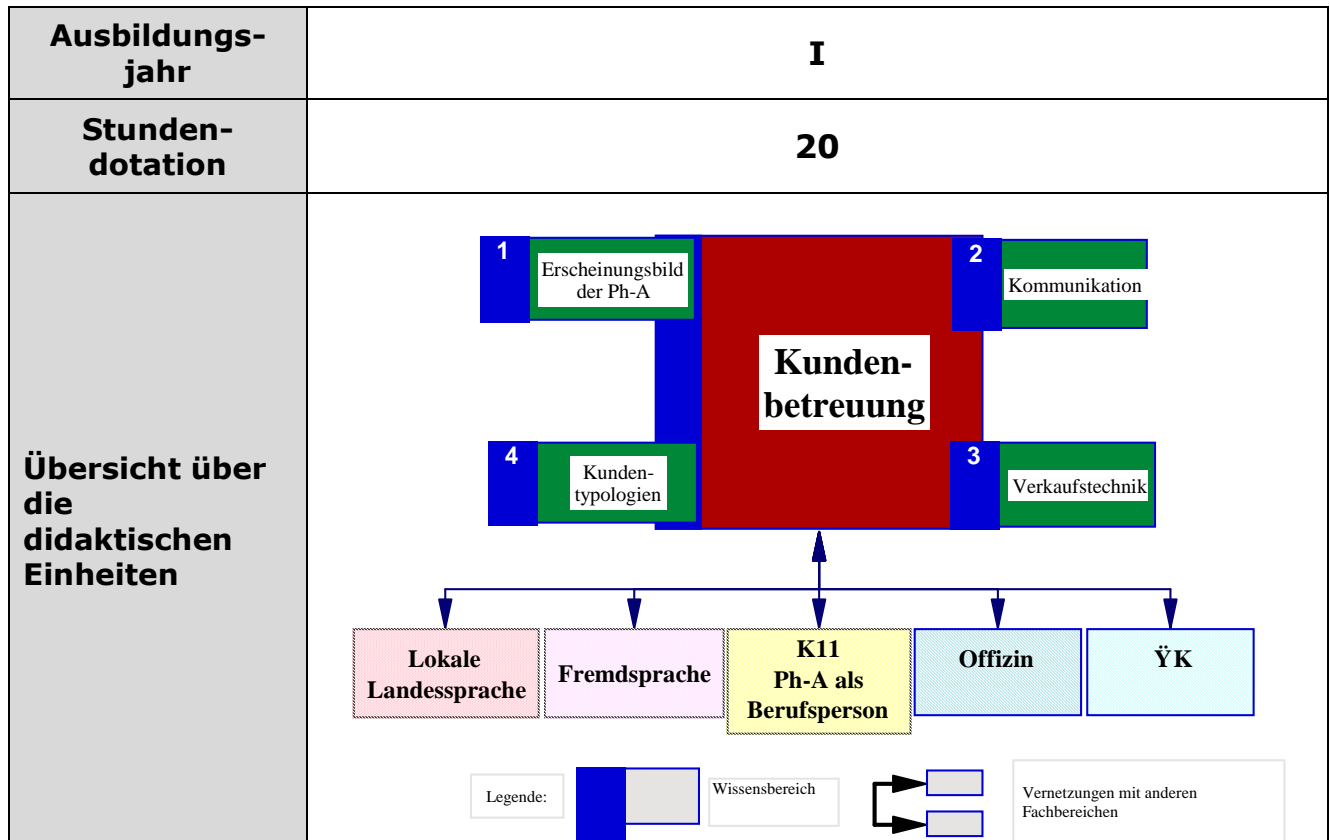 Ausbildungs-
jahr
I
Stunden-
dotation
20
Übersicht über
die
didaktischen
Einheiten
1
Erscheinungsbild
der Ph-A
2
Kommunikation
Kunden-
betreuung
4
Kunden-
typologien
3
Verkaufstechnik
Lokale
Landessprache
Fremdsprache
K11
Ph-A als
Berufsperson
Offizin
ŸK
Legende:
Wissensbereich
Vernetzungen mit anderen
Fachbereichen